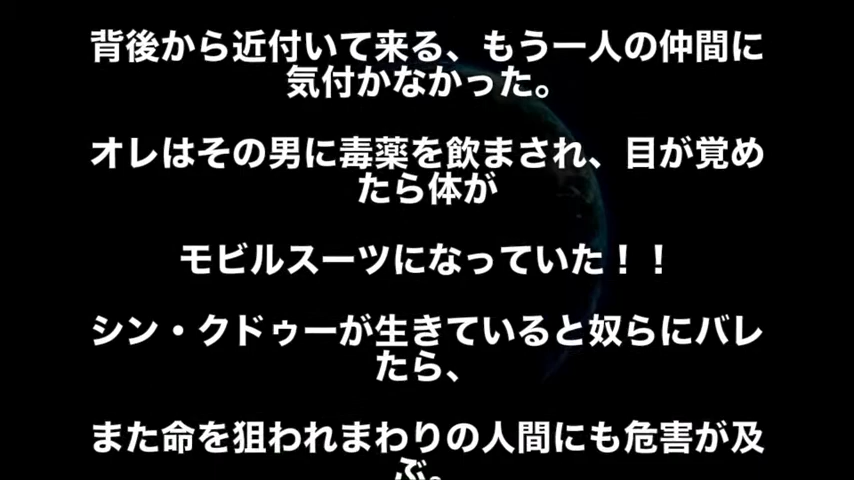 背後から近付いて来る、もう一人の仲間に
気付かなかった。
オレはその男に毒薬を飲まされ、目が覚め
たら体が
モビルスーツになっていた！！
シン・クドゥーが生きていると奴らにバレ
たら、
また命を狙われまわりの人間にも危害が及
ぶ。